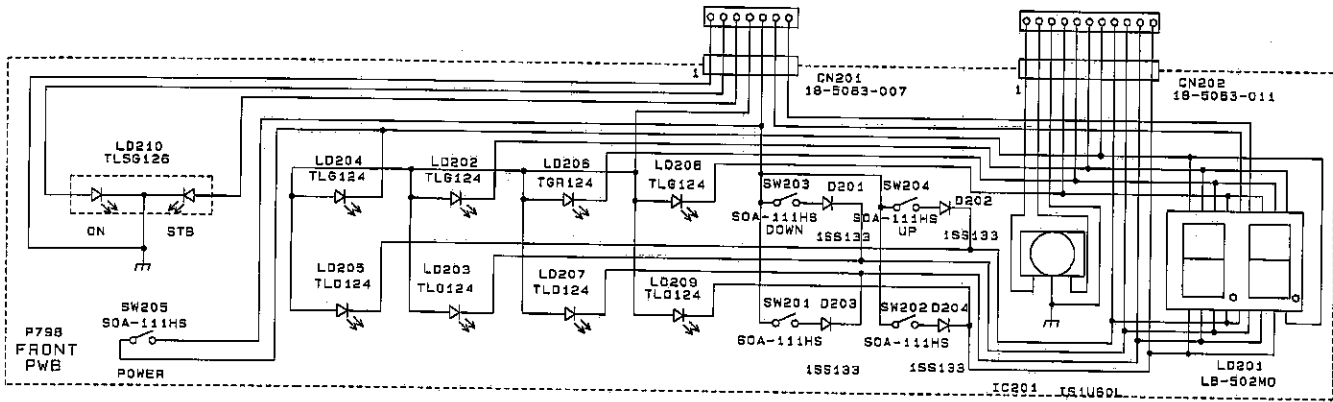 1
CN201
18-5083-007
1
CN202
18-5083-011
LD210
TLSG126
ON
STB
LD204
TLG124
LD202
TLG124
LD206
TGR124
LD208
TLG124
SW203
SOA-111HS
DOWN
D201
1SS133
SW204
SOA-111HS
UP
D202
1SS133
LD205
TLO124
LD203
TLO124
LD207
TLO124
LD209
TLO124
SW201
SOA-111HS
D203
1SS133
SW202
SOA-111HS
D204
1SS133
SW205
SOA-111HS
POWER
P798
FRONT
PWB
IC201
IS1U60L
LD201
LB-502MO